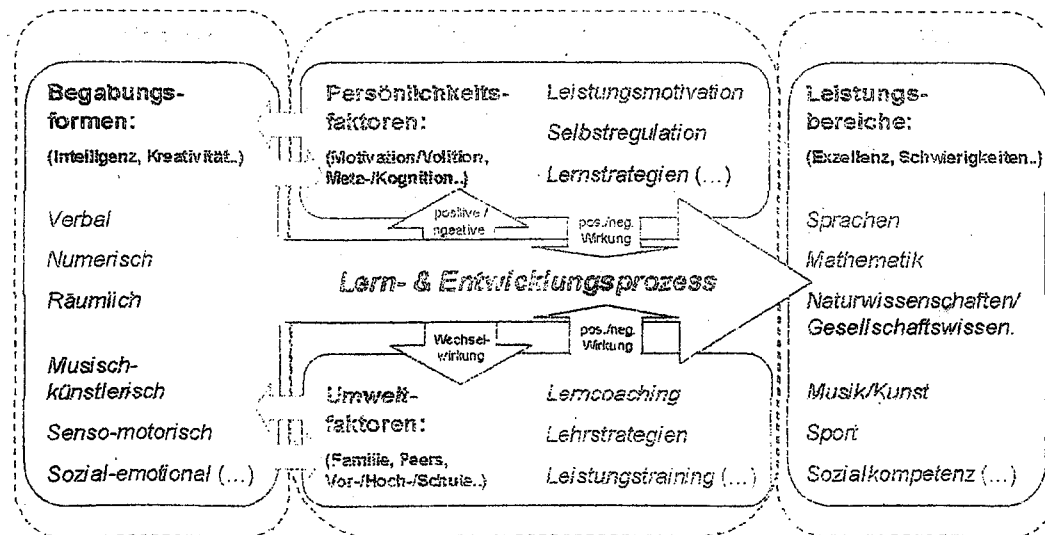 Begabungs-
formen:
(Intelligenz, Kreativität..)
Verbal
Numerisch
Räumlich
Musisch-
künstlerisch
Senso-motorisch
Sozial-emotional (...)
Persönlichkeits-
faktoren:
(Motivation/Volition,
Meta-/Kognition..)
Leistungsmotivation
Selbstregulation
Lernstrategien (...)
positive /
negative
pos./neg.
Wirkung
Lern- & Entwicklungsprozess
Wechsel-
wirkung
pos./neg.
Wirkung
Umwelt-
faktoren:
(Familie, Peers,
Vor-/Hoch-/Schule..)
Lerncoaching
Lehrstrategien
Leistungstraining (...)
Leistungs-
bereiche:
(Exzellenz, Schwierigkeiten..)
Sprachen
Mathematik
Naturwissenschaften/
Gesellschaftswissen.
Musik/Kunst
Sport
Sozialkompetenz (...)